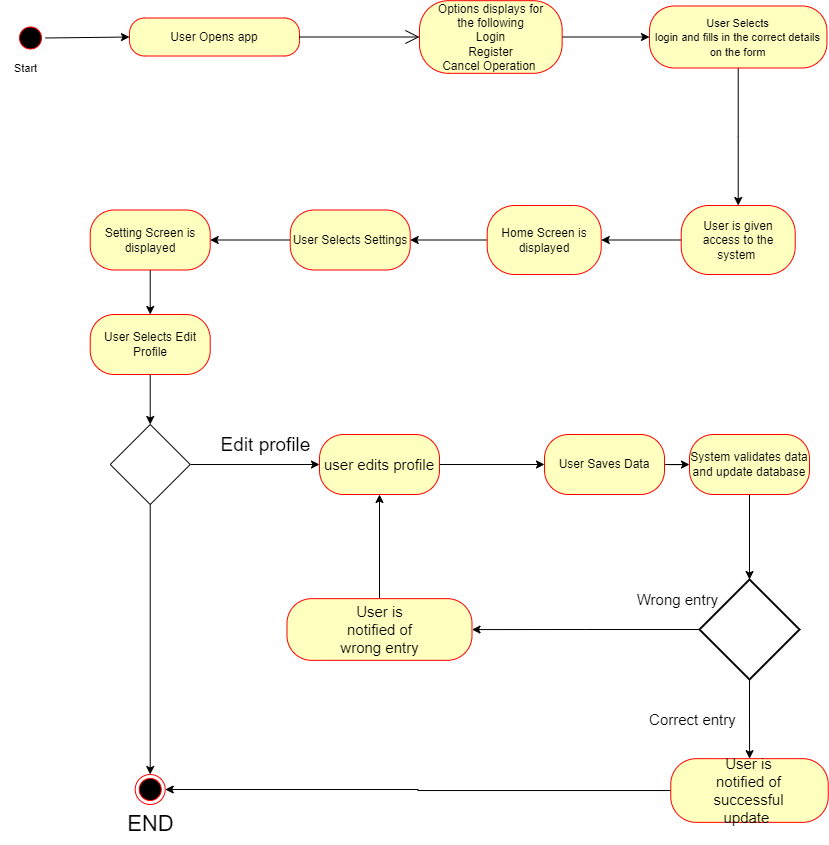 Start
User Opens app
Options displays for
the following
Login
Register
Cancel Operation
User Selects
login and fills in the correct details
on the form
User is given
access to the
system
Home Screen is
displayed
User Selects Settings
Setting Screen is
displayed
User Selects Edit
Profile
Edit profile
user edits profile
User Saves Data
System validates data
and update database
Wrong entry
User is
notified of
wrong entry
Correct entry
User is
notified of
successful
update
END